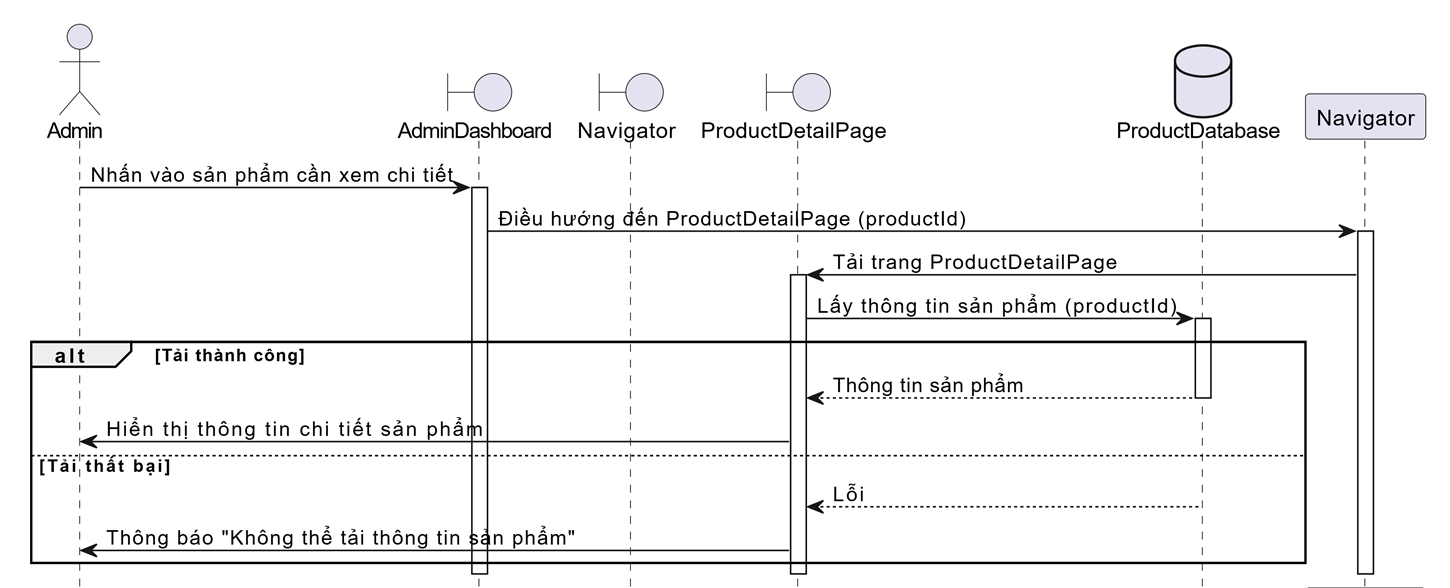 Admin
AdminDashboard
Navigator
ProductDetailPage
ProductDatabase
Navigator
Nhấn vào sản phẩm cần xem chi tiết
Điều hướng đến ProductDetailPage (productId)
Tải trang ProductDetailPage
Lấy thông tin sản phẩm (productId)
alt
[Tải thành công]
Thông tin sản phẩm
Hiển thị thông tin chi tiết sản phẩm
[Tải thất bại]
Lỗi
Thông báo "Không thể tải thông tin sản phẩm"